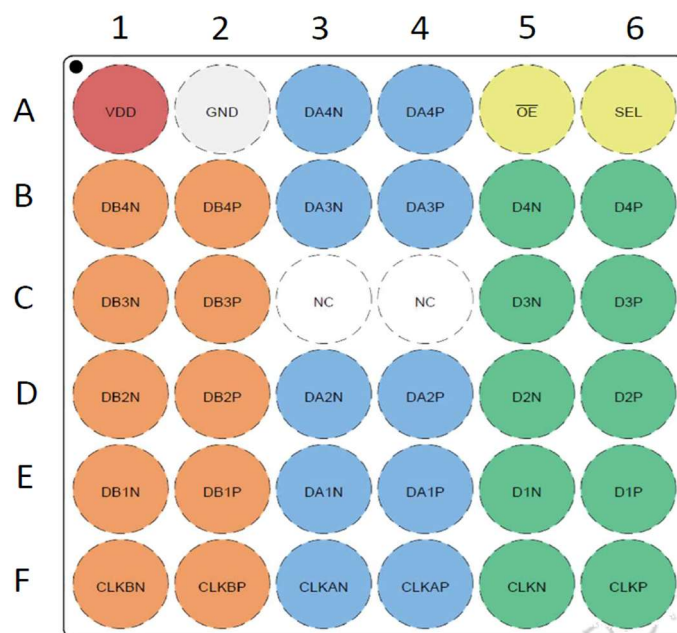 1 2 3 4 5 6
A VDD GND DA4N DA4P O̅E̅ SEL
B DB4N DB4P DA3N DA3P D4N D4P
C DB3N DB3P NC NC D3N D3P
D DB2N DB2P DA2N DA2P D2N D2P
E DB1N DB1P DA1N DA1P D1N D1P
F CLKBN CLKBP CLKAN CLKAP CLKN CLKP